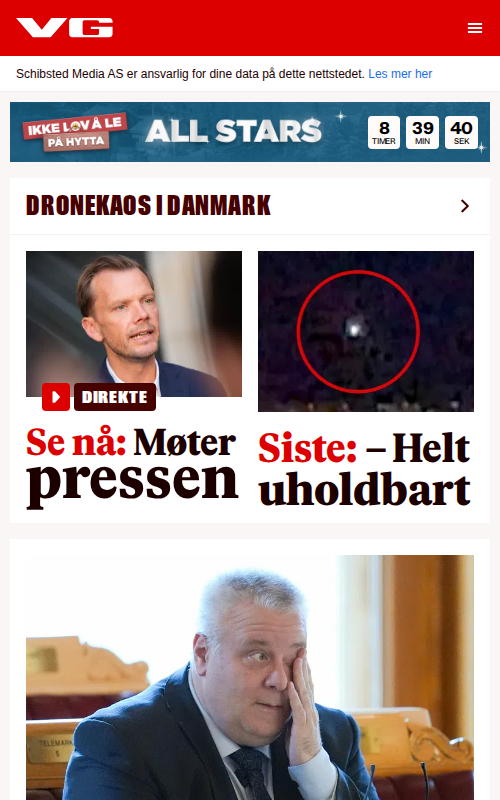 VG
Schibsted Media AS er ansvarlig for dine data på dette nettstedet. Les mer her
IKKE LOV Å LE
PÅ HYTTA
ALL STARS
8
TIMER
39
MIN
40
SEK
DRONEKAOS I DANMARK
DIREKTE
Se nå: Møter
pressen
Siste: – Helt
uholdbart
TELEMARK
5